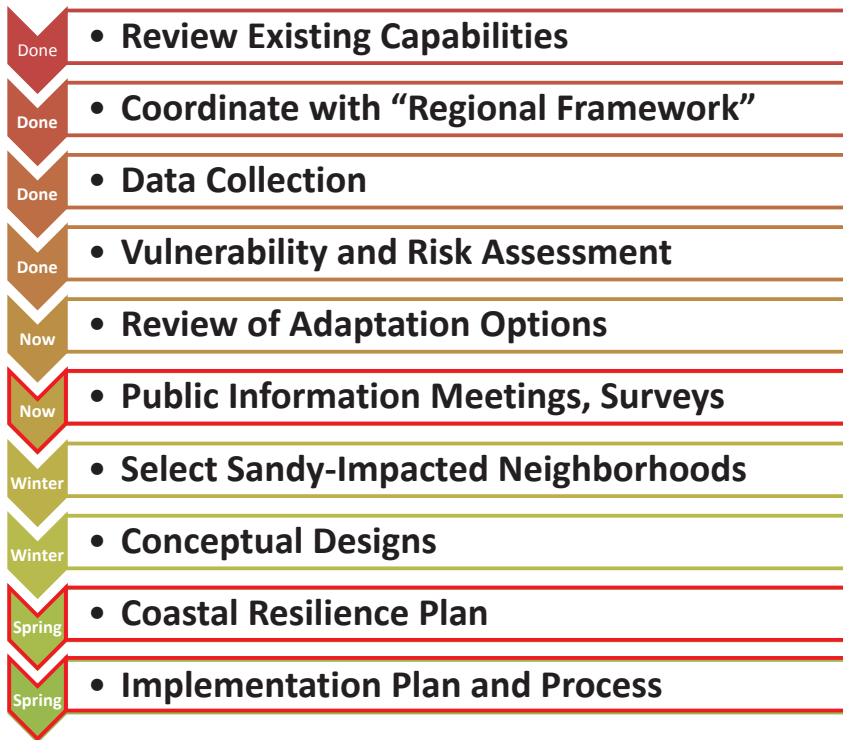 Done • Review Existing Capabilities
Done • Coordinate with “Regional Framework”
Done • Data Collection
Done • Vulnerability and Risk Assessment
Now • Review of Adaptation Options
Now • Public Information Meetings, Surveys
Winter • Select Sandy-Impacted Neighborhoods
Winter • Conceptual Designs
Spring • Coastal Resilience Plan
Spring • Implementation Plan and Process